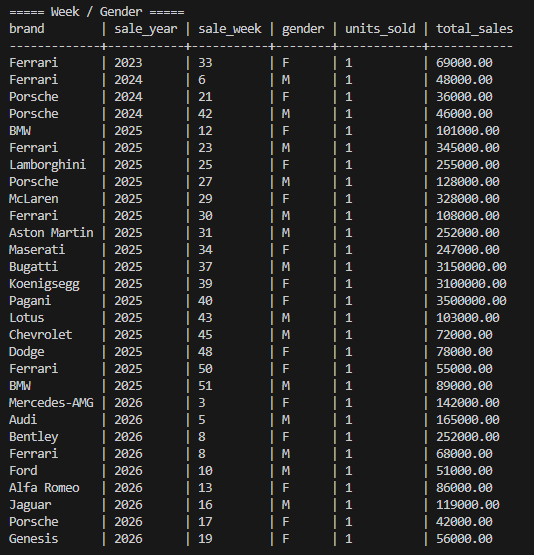 ===== Week / Gender =====
brand        | sale_year | sale_week | gender | units_sold | total_sales
-------------+-----------+-----------+--------+------------+------------
Ferrari      | 2023      | 33        | F      | 1          | 69000.00
Ferrari      | 2024      | 6         | M      | 1          | 48000.00
Porsche      | 2024      | 21        | F      | 1          | 36000.00
Porsche      | 2024      | 42        | M      | 1          | 46000.00
BMW          | 2025      | 12        | F      | 1          | 101000.00
Ferrari      | 2025      | 23        | M      | 1          | 345000.00
Lamborghini  | 2025      | 25        | F      | 1          | 255000.00
Porsche      | 2025      | 27        | M      | 1          | 128000.00
McLaren      | 2025      | 29        | F      | 1          | 328000.00
Ferrari      | 2025      | 30        | M      | 1          | 108000.00
Aston Martin | 2025      | 31        | M      | 1          | 252000.00
Maserati     | 2025      | 34        | F      | 1          | 247000.00
Bugatti      | 2025      | 37        | M      | 1          | 3150000.00
Koenigsegg   | 2025      | 39        | F      | 1          | 3100000.00
Pagani       | 2025      | 40        | F      | 1          | 3500000.00
Lotus        | 2025      | 43        | M      | 1          | 103000.00
Chevrolet    | 2025      | 45        | M      | 1          | 72000.00
Dodge        | 2025      | 48        | F      | 1          | 78000.00
Ferrari      | 2025      | 50        | F      | 1          | 55000.00
BMW          | 2025      | 51        | M      | 1          | 89000.00
Mercedes-AMG | 2026      | 3         | F      | 1          | 142000.00
Audi         | 2026      | 5         | M      | 1          | 165000.00
Bentley      | 2026      | 8         | F      | 1          | 252000.00
Ferrari      | 2026      | 8         | M      | 1          | 68000.00
Ford         | 2026      | 10        | M      | 1          | 51000.00
Alfa Romeo   | 2026      | 13        | F      | 1          | 86000.00
Jaguar       | 2026      | 16        | M      | 1          | 119000.00
Porsche      | 2026      | 17        | F      | 1          | 42000.00
Genesis      | 2026      | 19        | F      | 1          | 56000.00